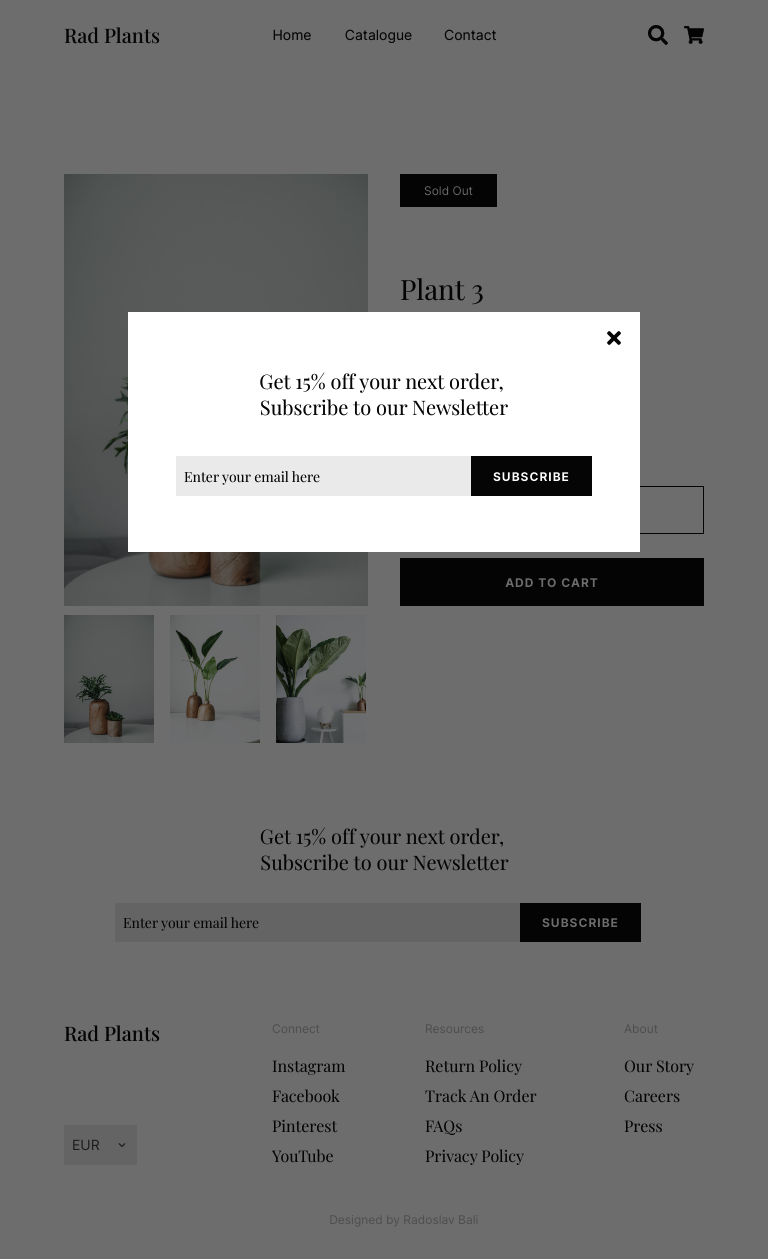 Rad Plants
Home
Catalogue
Contact
Sold Out
Plant 3
Get 15% off your next order,
Subscribe to our Newsletter
Enter your email here
SUBSCRIBE
ADD TO CART
Get 15% off your next order,
Subscribe to our Newsletter
Enter your email here
SUBSCRIBE
Rad Plants
EUR
Connect
Instagram
Facebook
Pinterest
YouTube
Resources
Return Policy
Track An Order
FAQs
Privacy Policy
About
Our Story
Careers
Press
Designed by Radoslav Bali